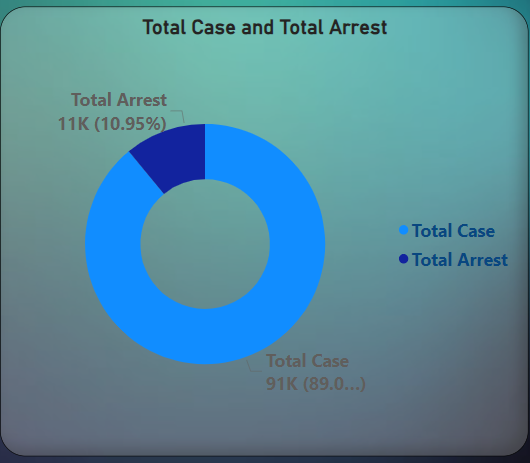 Total Case and Total Arrest
Total Arrest
11K (10.95%)
Total Case
Total Arrest
Total Case
91K (89.0...)